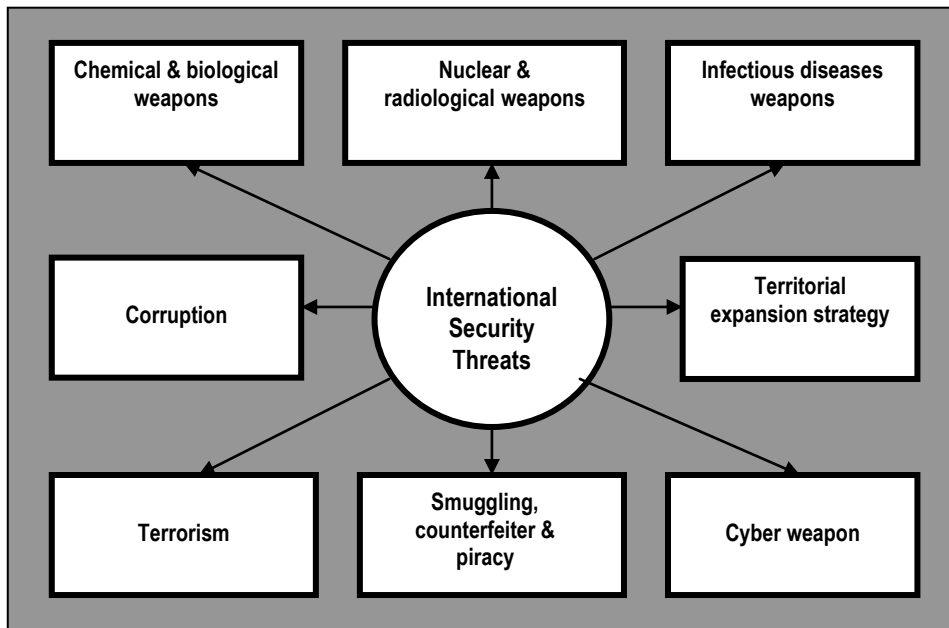 Chemical & biological
weapons
Nuclear &
radiological weapons
Infectious diseases
weapons
Corruption
International
Security
Threats
Territorial
expansion strategy
Terrorism
Smuggling,
counterfeiter &
piracy
Cyber weapon